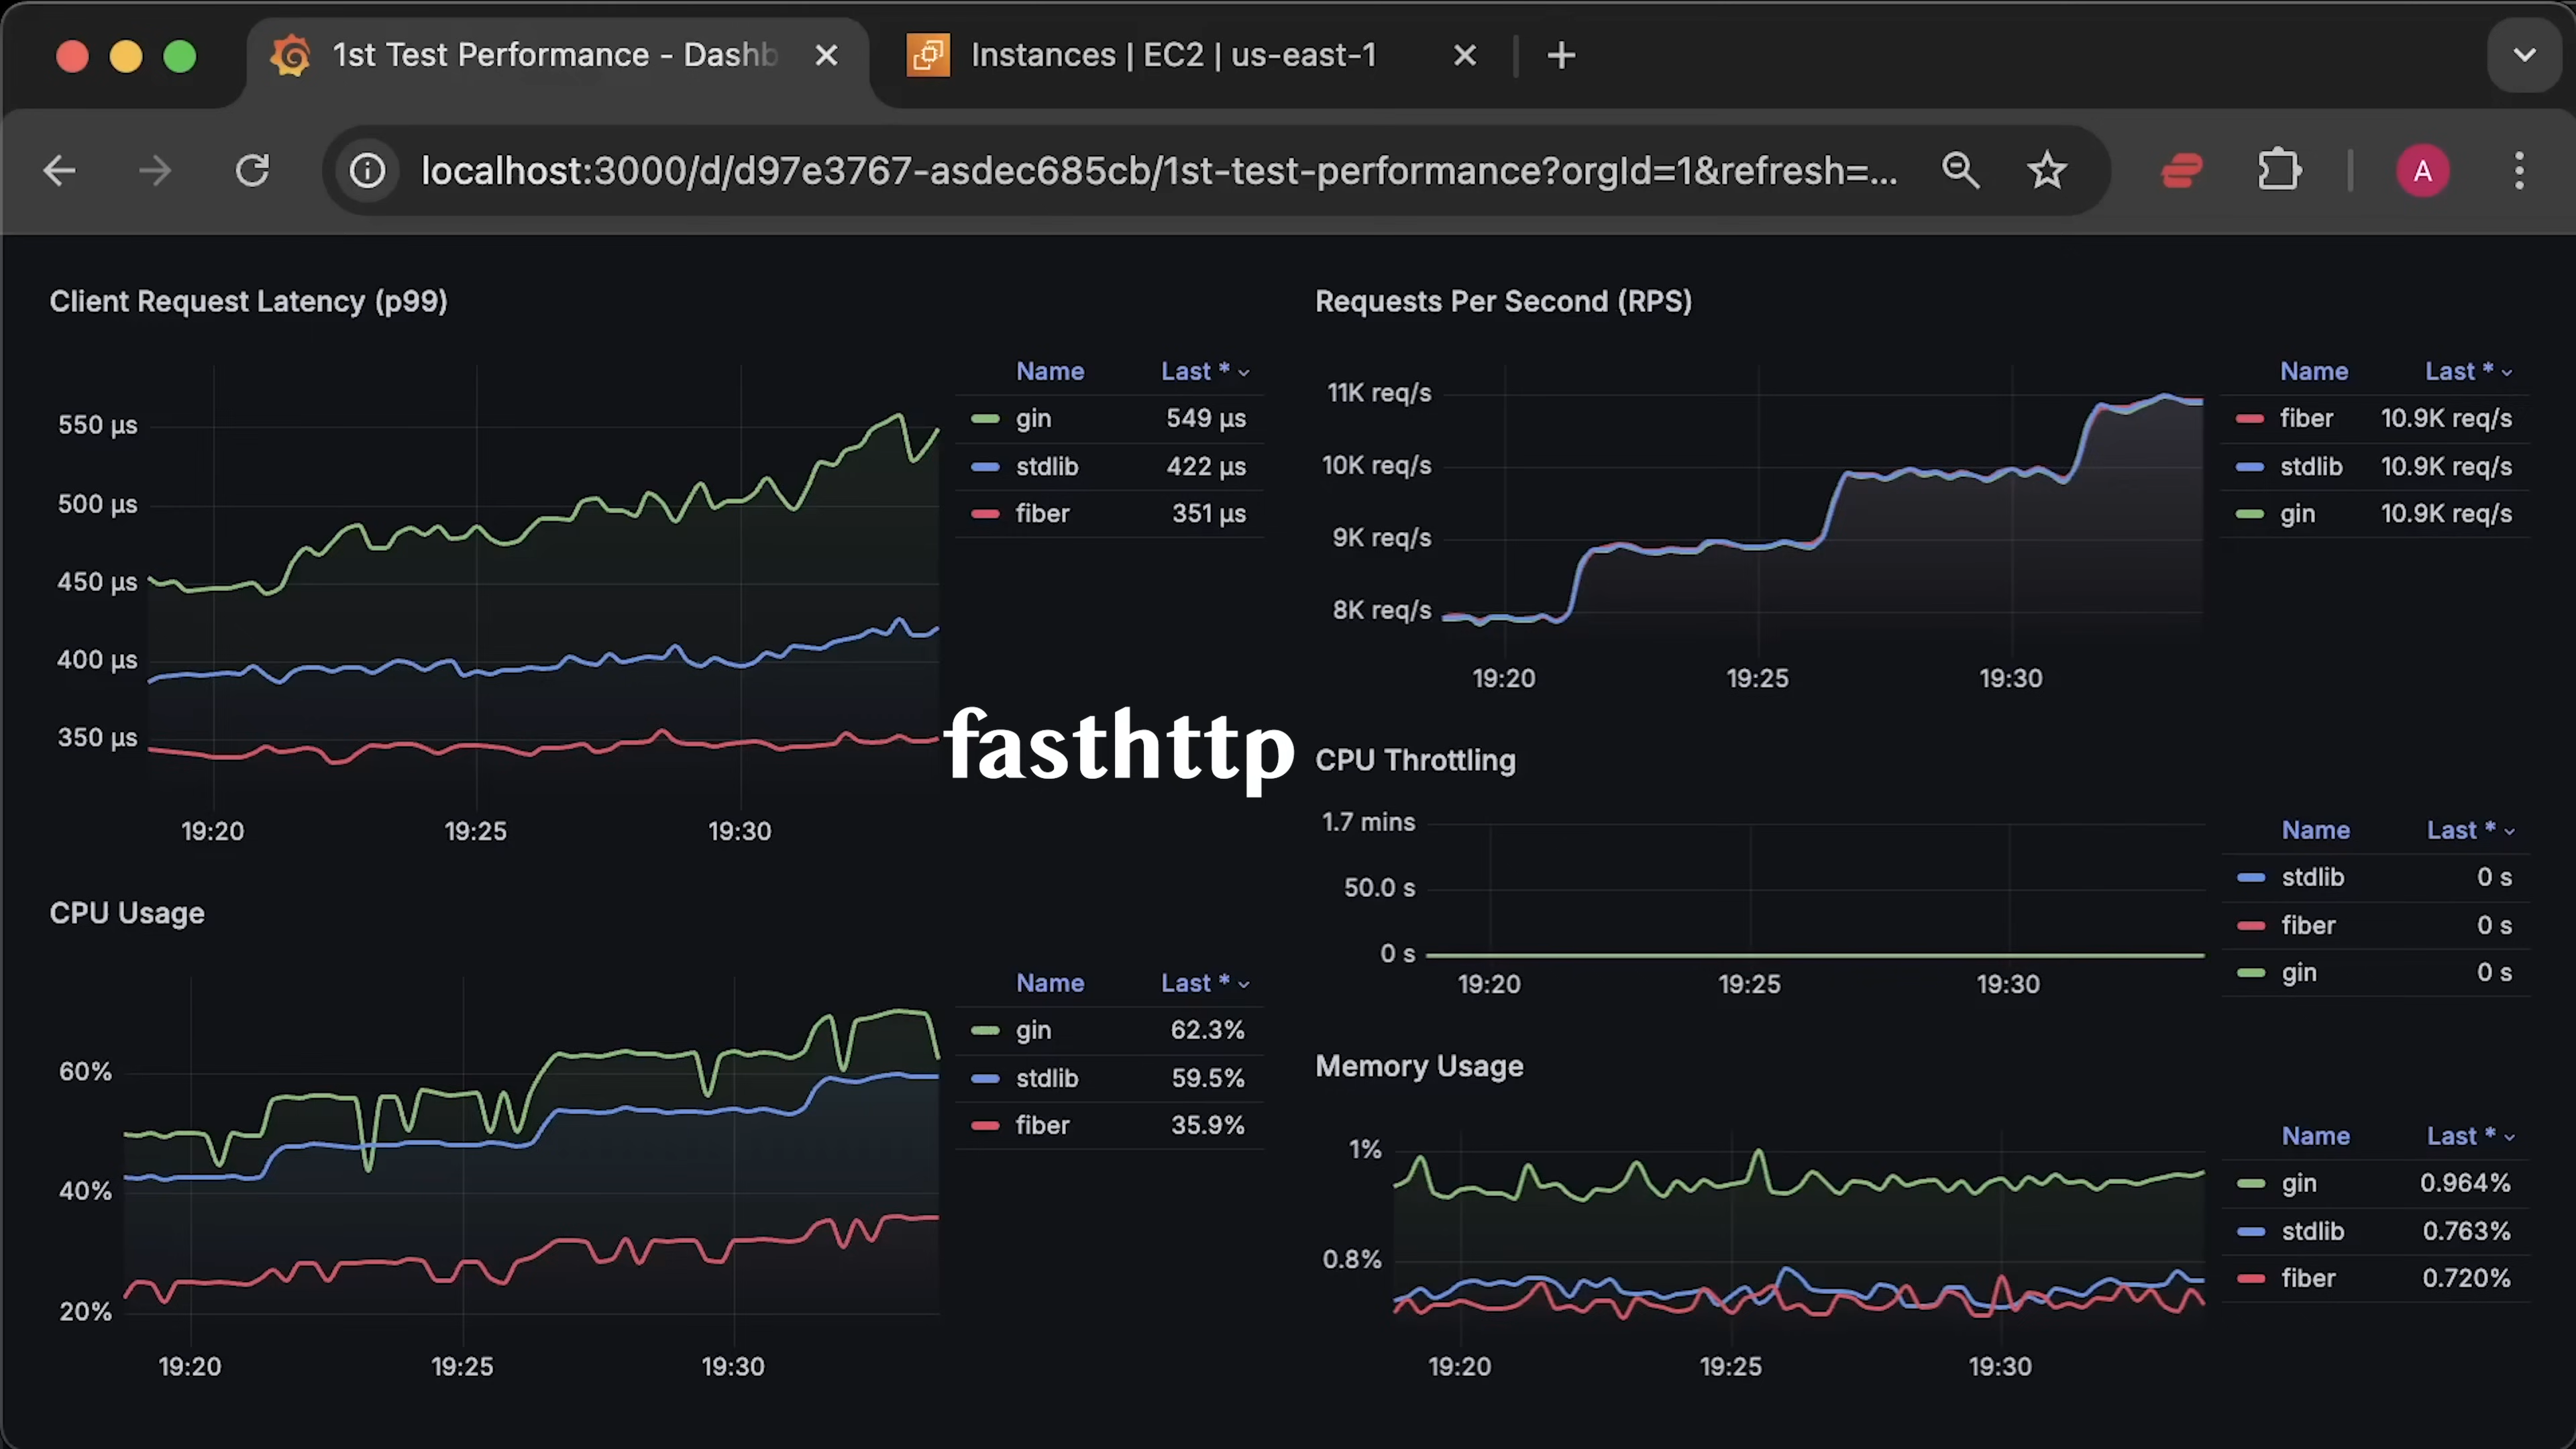 1st Test Performance - Dashb
Instances | EC2 | us-east-1
localhost:3000/d/d97e3767-asdec685cb/1st-test-performance?orgId=1&refresh=...
A
Client Request Latency (p99)
550 µs
500 µs
450 µs
400 µs
350 µs
19:20 19:25 19:30
Name Last *
gin 549 µs
stdlib 422 µs
fiber 351 µs
Requests Per Second (RPS)
11K req/s
10K req/s
9K req/s
8K req/s
19:20 19:25 19:30
Name Last *
fiber 10.9K req/s
stdlib 10.9K req/s
gin 10.9K req/s
fasthttp
CPU Throttling
1.7 mins
50.0 s
0 s
19:20 19:25 19:30
Name Last *
stdlib 0 s
fiber 0 s
gin 0 s
CPU Usage
60%
40%
20%
19:20 19:25 19:30
Name Last *
gin 62.3%
stdlib 59.5%
fiber 35.9%
Memory Usage
1%
0.8%
19:20 19:25 19:30
Name Last *
gin 0.964%
stdlib 0.763%
fiber 0.720%